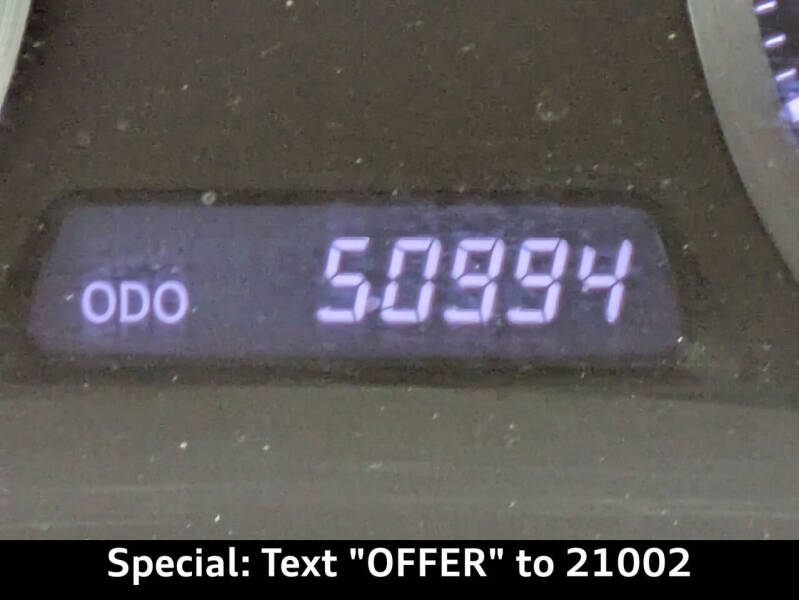 ODO 50994
Special: Text "OFFER" to 21002